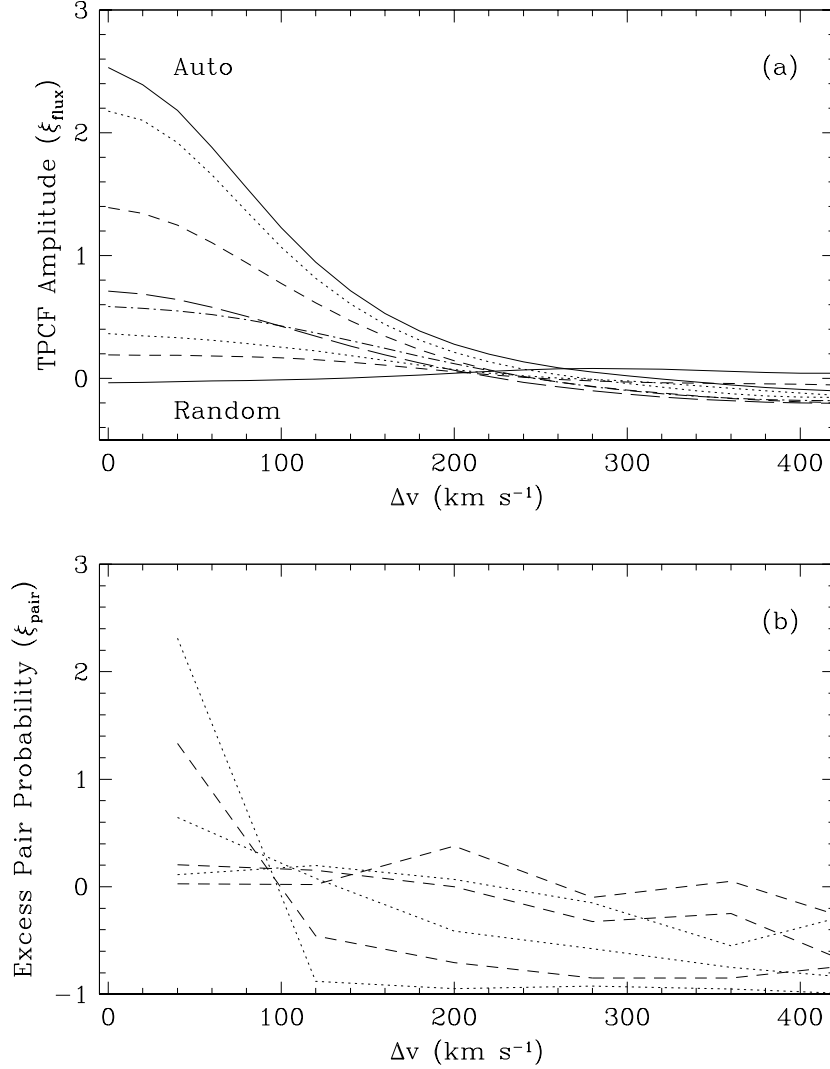 3
2
1
0
TPCF Amplitude (ξflux)
Auto
(a)
Random
0 100 200 300 400
Δv (km s⁻¹)
3
2
1
0
−1
Excess Pair Probability (ξpair)
(b)
0 100 200 300 400
Δv (km s⁻¹)